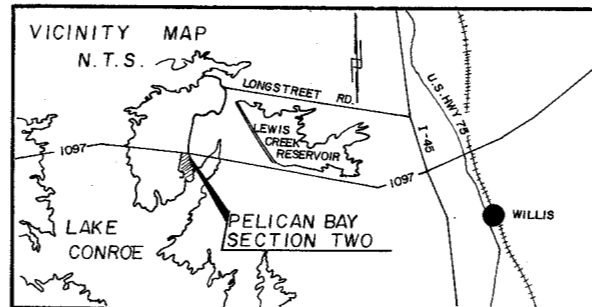 VICINITY MAP
N.T.S.
LONGSTREET RD.
U.S. HWY 75
LEWIS
CREEK
RESERVOIR
I-45
1097
1097
WILLIS
PELICAN BAY
SECTION TWO
LAKE
CONROE